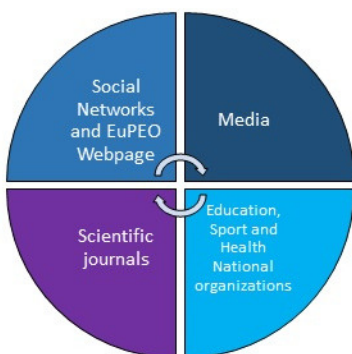 Social
Networks
and EuPEO
Webpage
Media
Scientific
journals
Education,
Sport and
Health
National
organizations